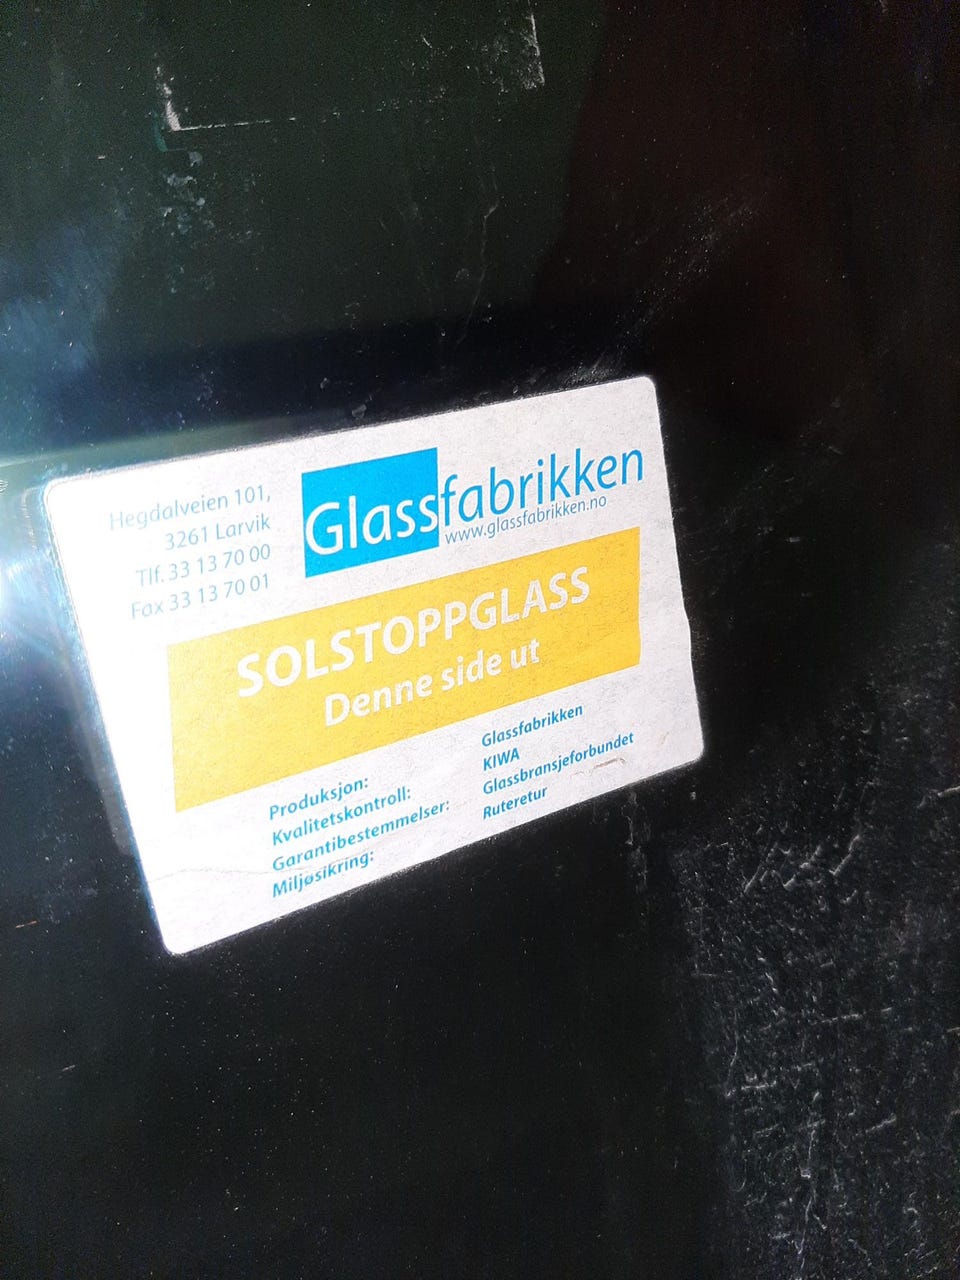 Hegdalveien 101,
3261 Larvik
Tlf. 33 13 70 00
Fax 33 13 70 01
Glassfabrikken
www.glassfabrikken.no
SOLSTOPPGLASS
Denne side ut
Produksjon: Glassfabrikken
Kvalitetskontroll: KIWA
Garantibestemmelser: Glassbransjeforbundet
Miljøsikring: Ruteretur